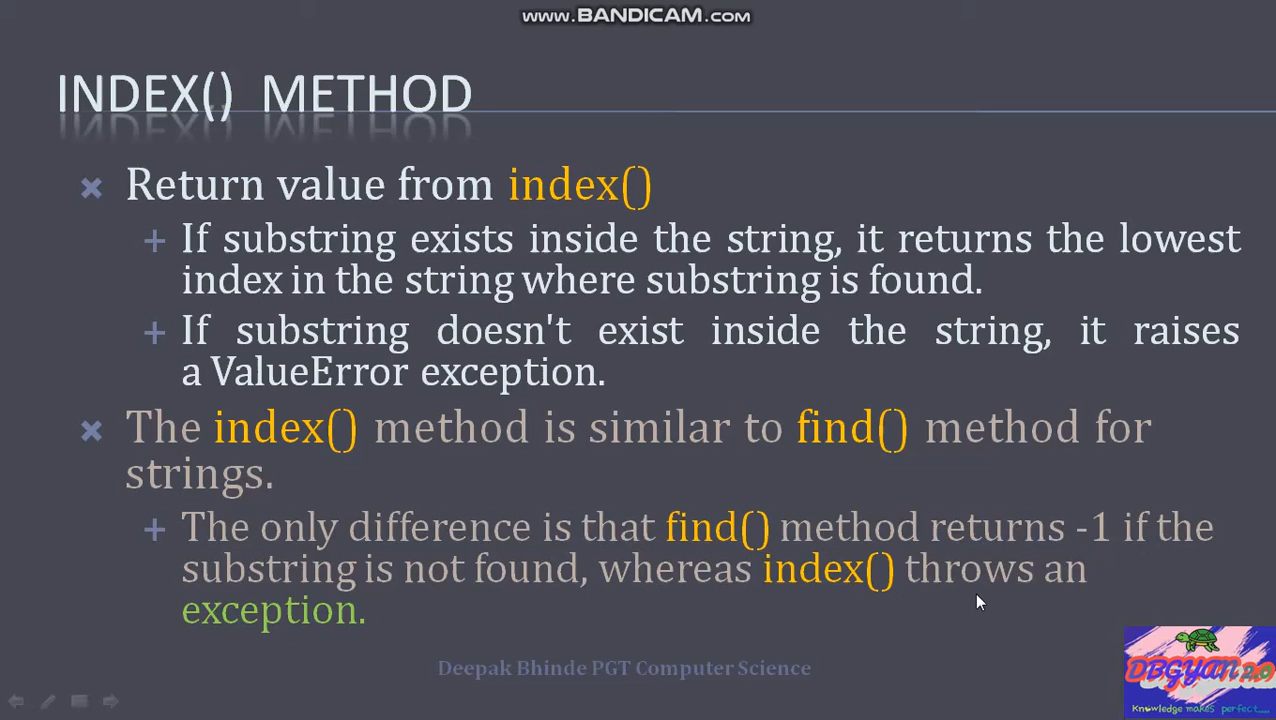 www.BANDICAM.com
INDEX() METHOD
Return value from index()
If substring exists inside the string, it returns the lowest
index in the string where substring is found.
If substring doesn't exist inside the string, it raises
a ValueError exception.
The index() method is similar to find() method for
strings.
The only difference is that find() method returns -1 if the
substring is not found, whereas index() throws an
exception.
Deepak Bhinde PGT Computer Science
DBGYAN 2.0
Knowledge makes perfect....